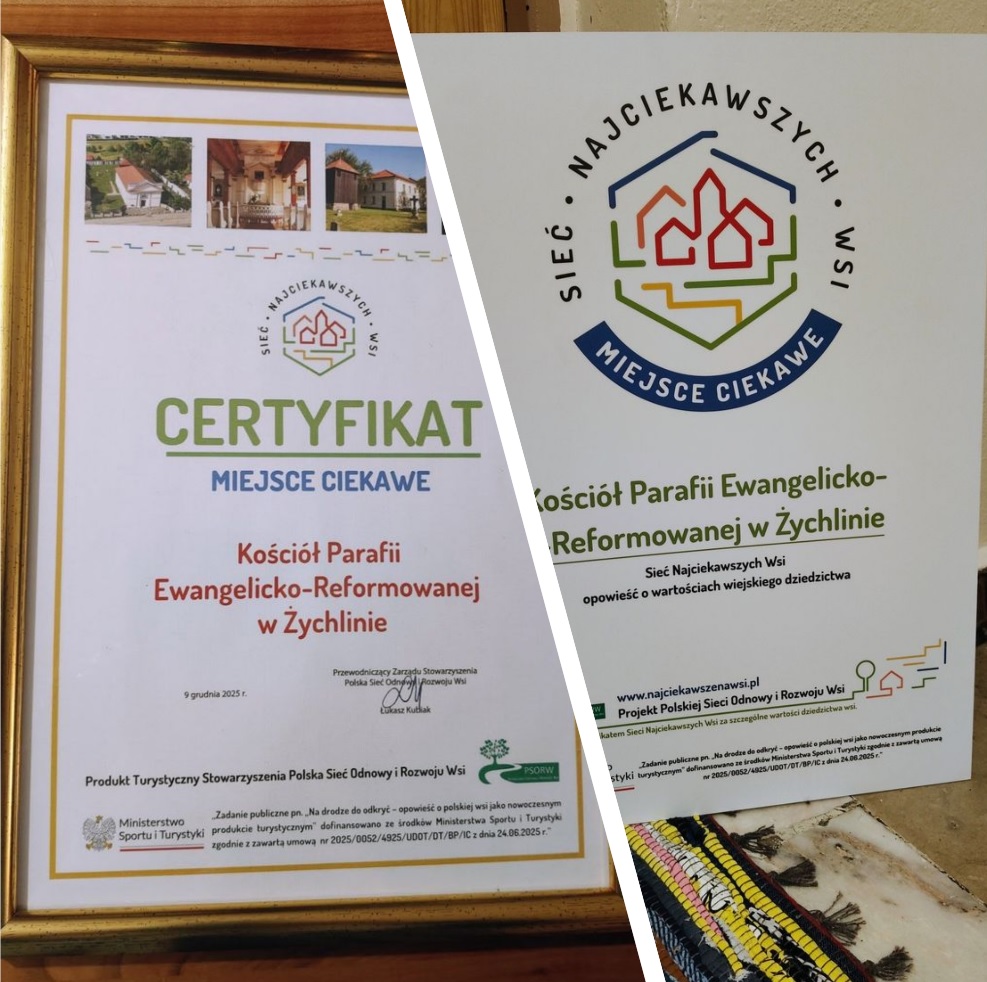 SIEĆ • NAJCIEKAWSZYCH • WSI
CERTYFIKAT
MIEJSCE CIEKAWE
Kościół Parafii
Ewangelicko-Reformowanej
w Żychlinie
Przewodniczący Zarządu Stowarzyszenia
Polska Sieć Odnowy i Rozwoju Wsi
9 grudnia 2025 r.
Łukasz Kubiak
Produkt Turystyczny Stowarzyszenia Polska Sieć Odnowy i Rozwoju Wsi
PSORW
Ministerstwo
Sportu i Turystyki
„Zadanie publiczne pn. „Na drodze do odkryć – opowieść o polskiej wsi jako nowoczesnym
produkcie turystycznym" dofinansowano ze środków Ministerstwa Sportu i Turystyki
zgodnie z zawartą umową nr 2025/0052/4925/UDOT/DT/BP/IC z dnia 24.06.2025 r."
SIEĆ • NAJCIEKAWSZYCH • WSI
MIEJSCE CIEKAWE
Kościół Parafii Ewangelicko-
-Reformowanej w Żychlinie
Sieć Najciekawszych Wsi
opowieść o wartościach wiejskiego dziedzictwa
www.najciekawszenawsi.pl
Projekt Polskiej Sieci Odnowy i Rozwoju Wsi
Sieci Najciekawszych Wsi za szczególne wartości dziedzictwa wsi.
„Zadanie publiczne pn. „Na drodze do odkryć – opowieść o polskiej wsi jako nowoczesnym produkcie
turystycznym" dofinansowano ze środków Ministerstwa Sportu i Turystyki zgodnie z zawartą umową
nr 2025/0052/4925/UDOT/DT/BP/IC z dnia 24.06.2025 r."